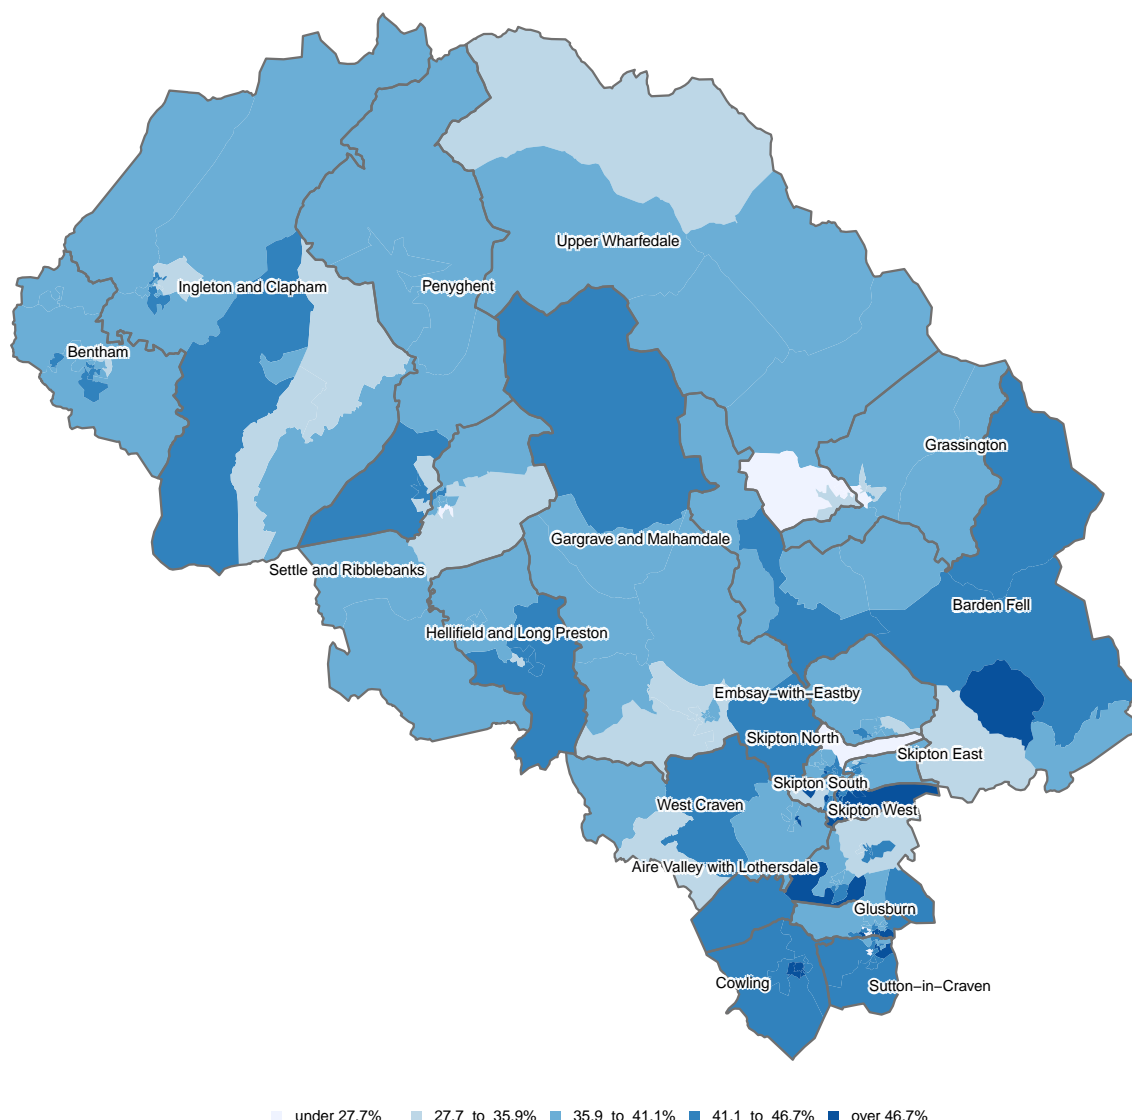 Upper Wharfedale
Ingleton and Clapham
Penyghent
Bentham
Grassington
Gargrave and Malhamdale
Settle and Ribblebanks
Barden Fell
Hellifield and Long Preston
Embsay−with−Eastby
Skipton North
Skipton East
Skipton South
West Craven
Skipton West
Aire Valley with Lothersdale
Glusburn
Cowling
Sutton−in−Craven
under 27.7% 27.7 to 35.9% 35.9 to 41.1% 41.1 to 46.7% over 46.7%